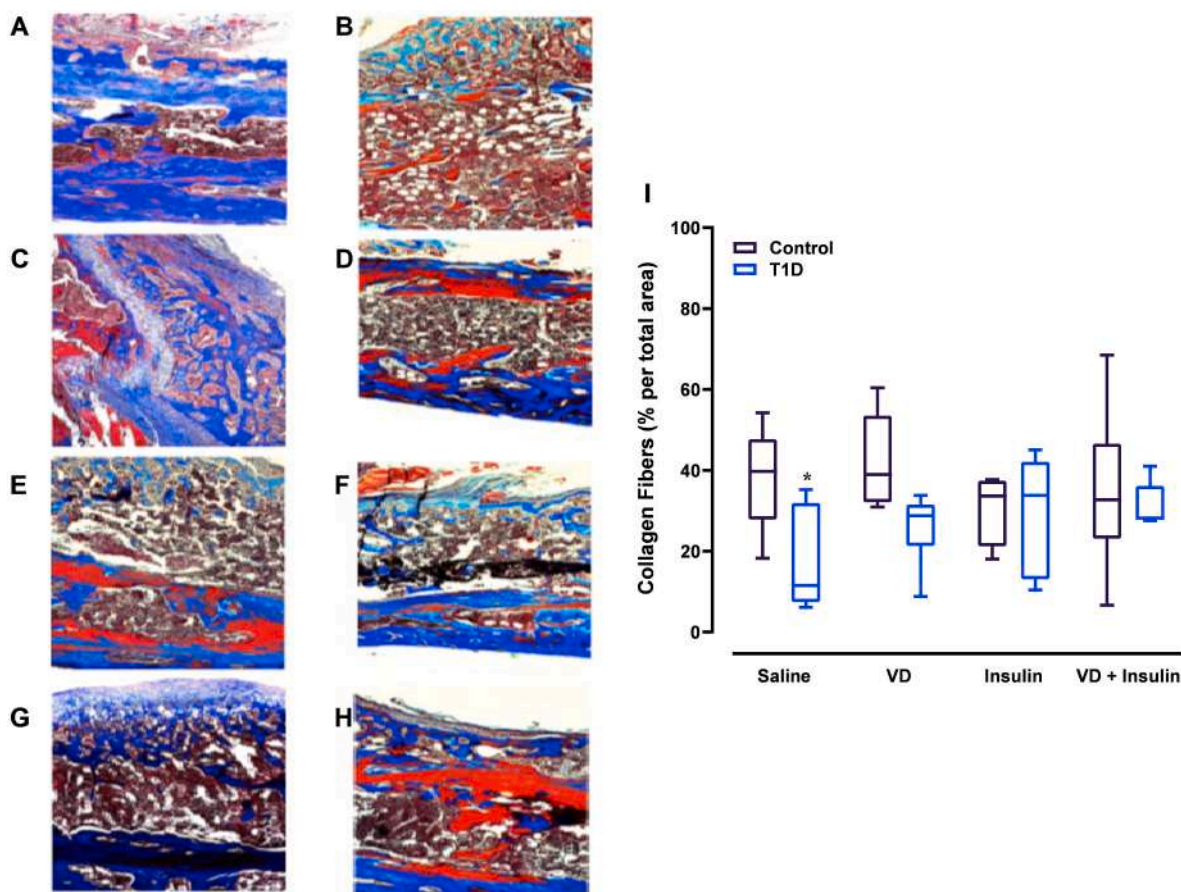 A
B
C
D
E
F
G
H
I
Collagen Fibers (% per total area)
100
80
60
40
20
0
Control
T1D
*
Saline
VD
Insulin
VD + Insulin